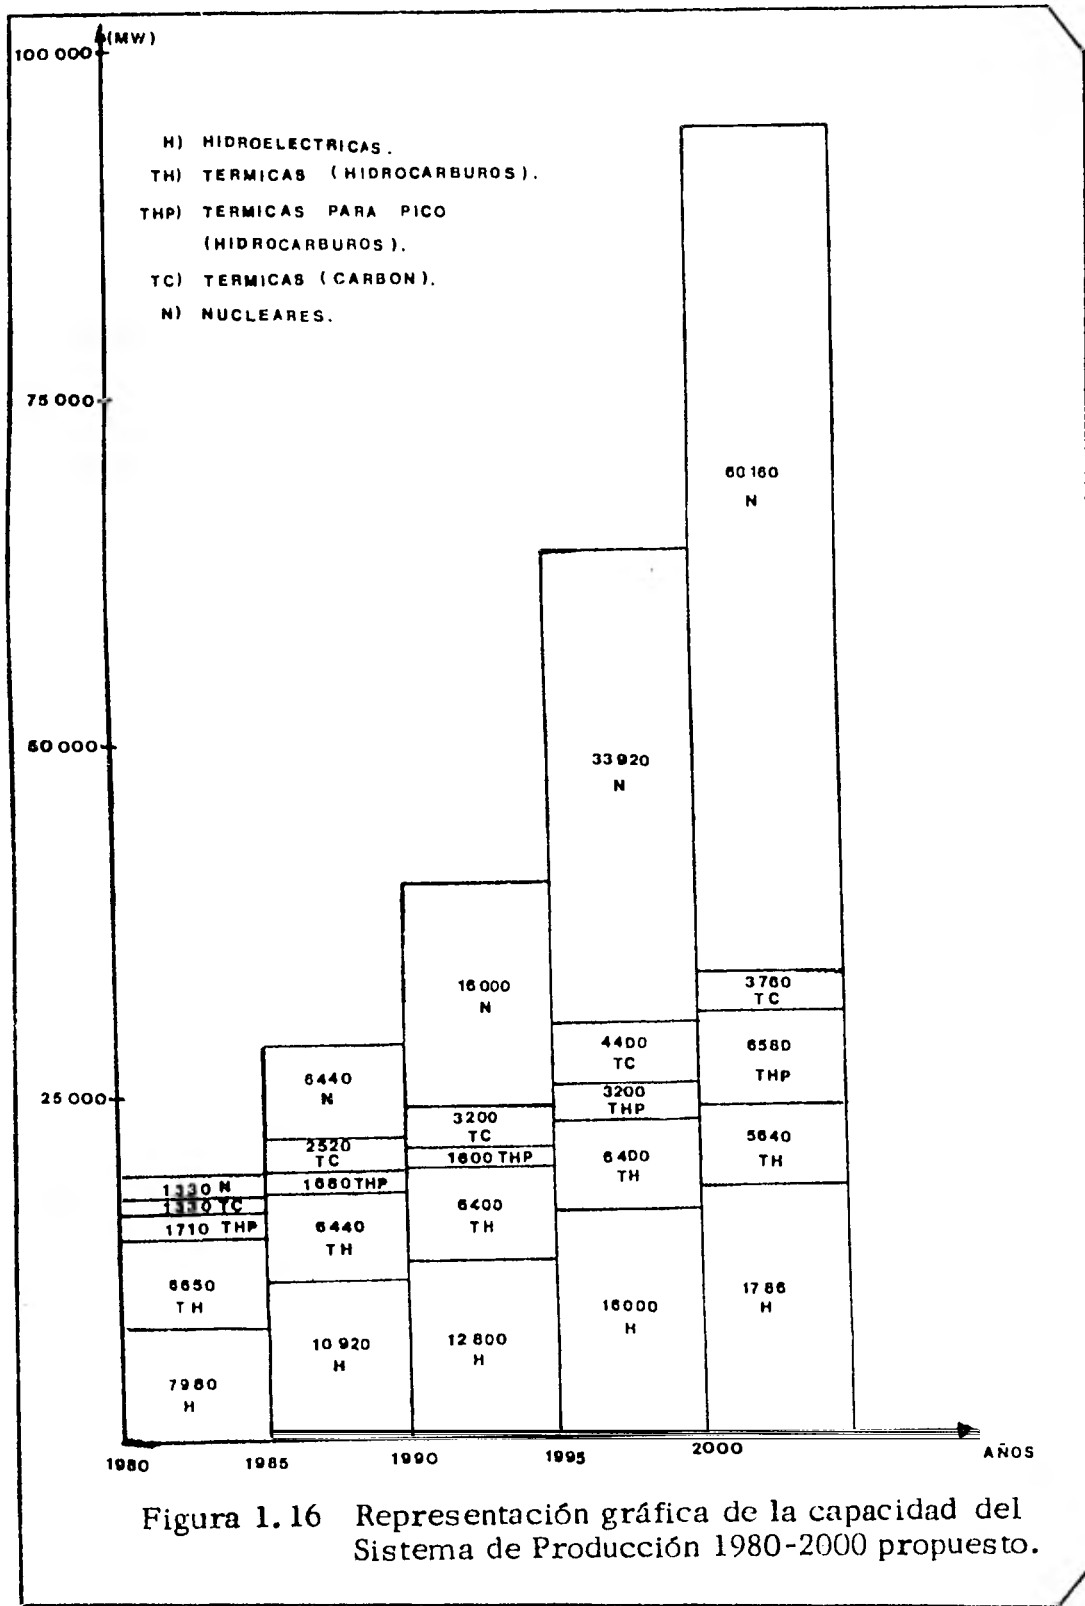 (MW)
100 000
H) HIDROELECTRICAS.
TH) TERMICAS (HIDROCARBUROS).
THP) TERMICAS PARA PICO
(HIDROCARBUROS).
TC) TERMICAS (CARBON).
N) NUCLEARES.
75 000
50 000
25 000
1330 N
1330 TC
1710 THP
6650
TH
7980
H
6440
N
2520
TC
1680 THP
6440
TH
10 920
H
16 000
N
3200
TC
1600 THP
6400
TH
12 800
H
33 920
N
4400
TC
3200
THP
6400
TH
16000
H
60 160
N
3760
TC
6580
THP
5640
TH
1786
H
1980
1985
1990
1995
2000
AÑOS
Figura 1.16 Representación gráfica de la capacidad del
Sistema de Producción 1980-2000 propuesto.